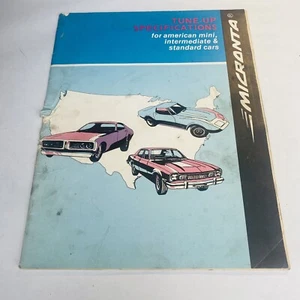 TUNE-UP
SPECIFICATIONS
for american mini,
intermediate &
standard cars
MICRONTA®